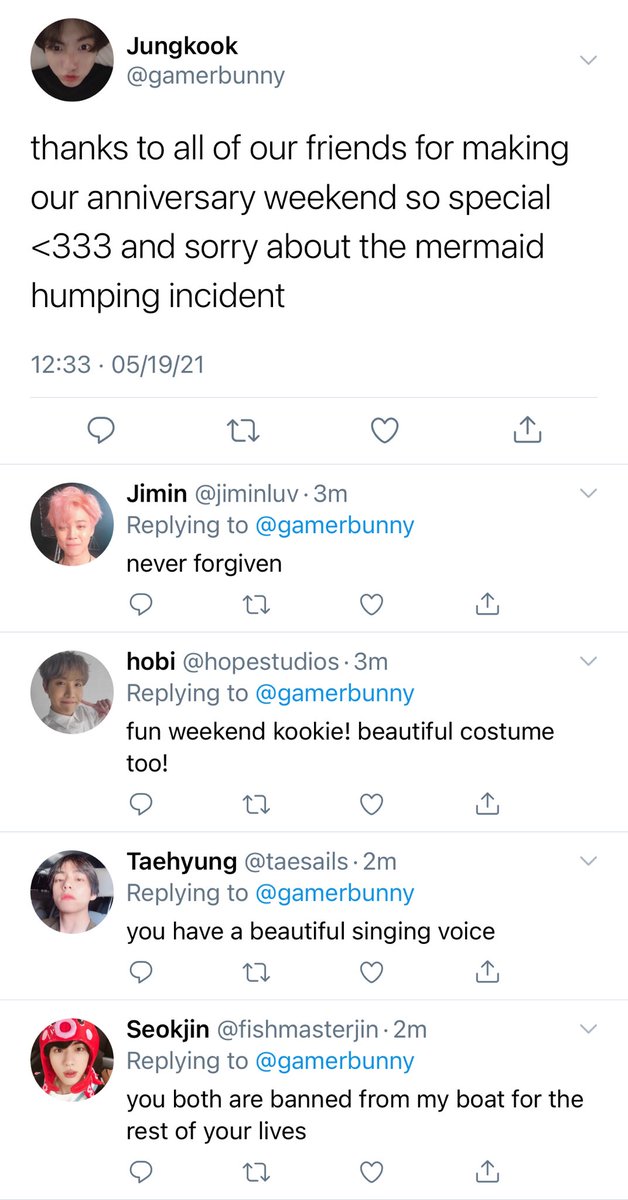 Jungkook
@gamerbunny
thanks to all of our friends for making
our anniversary weekend so special
<333 and sorry about the mermaid
humping incident
12:33 · 05/19/21
Jimin @jiminluv · 3m
Replying to @gamerbunny
never forgiven
hobi @hopestudios · 3m
Replying to @gamerbunny
fun weekend kookie! beautiful costume
too!
Taehyung @taesails · 2m
Replying to @gamerbunny
you have a beautiful singing voice
Seokjin @fishmasterjin · 2m
Replying to @gamerbunny
you both are banned from my boat for the
rest of your lives